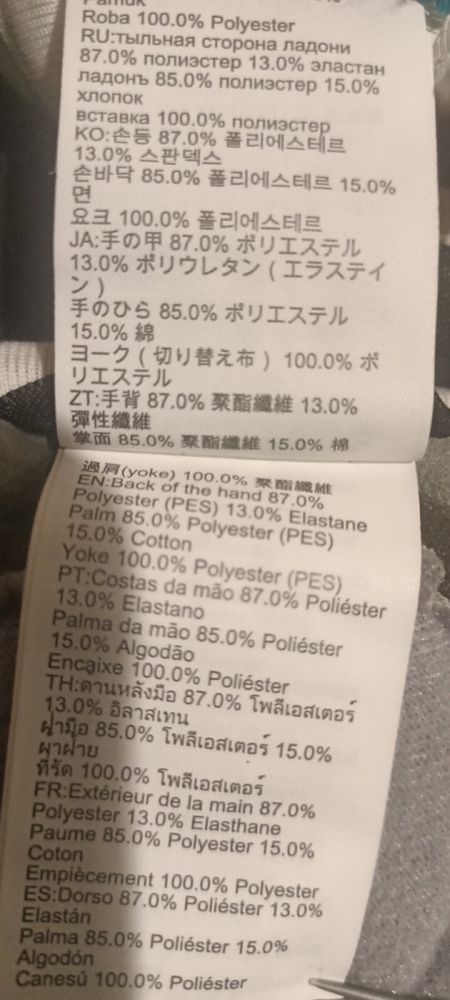 Pamuk
Roba 100.0% Polyester
RU:тыльная сторона ладони
87.0% полиэстер 13.0% эластан
ладонъ 85.0% полиэстер 15.0%
хлопок
вставка 100.0% полиэстер
KO:손등 87.0% 폴리에스테르
13.0% 스판덱스
손바닥 85.0% 폴리에스테르 15.0%
면
요크 100.0% 폴리에스테르
JA:手の甲 87.0% ポリエステル
13.0% ポリウレタン ( エラステイ
ン )
手のひら 85.0% ポリエステル
15.0% 綿
ヨーク ( 切り替え布 ) 100.0% ポ
リエステル
ZT:手背 87.0% 聚酯纖維 13.0%
彈性纖維
掌面 85.0% 聚酯纖維 15.0% 棉
過肩(yoke) 100.0% 聚酯纖維
EN:Back of the hand 87.0%
Polyester (PES) 13.0% Elastane
Palm 85.0% Polyester (PES)
15.0% Cotton
Yoke 100.0% Polyester (PES)
PT:Costas da mão 87.0% Poliéster
13.0% Elastano
Palma da mão 85.0% Poliéster
15.0% Algodão
Encaixe 100.0% Poliéster
TH:ด้านหลังมือ 87.0% โพลีเอสเตอร์
13.0% อิลาสเทน
ฝ่ามือ 85.0% โพลีเอสเตอร์ 15.0%
ผ้าฝ้าย
ที่รัด 100.0% โพลีเอสเตอร์
FR:Extérieur de la main 87.0%
Polyester 13.0% Elasthane
Paume 85.0% Polyester 15.0%
Coton
Empiècement 100.0% Polyester
ES:Dorso 87.0% Poliéster 13.0%
Elastán
Palma 85.0% Poliéster 15.0%
Algodón
Canesú 100.0% Poliéster